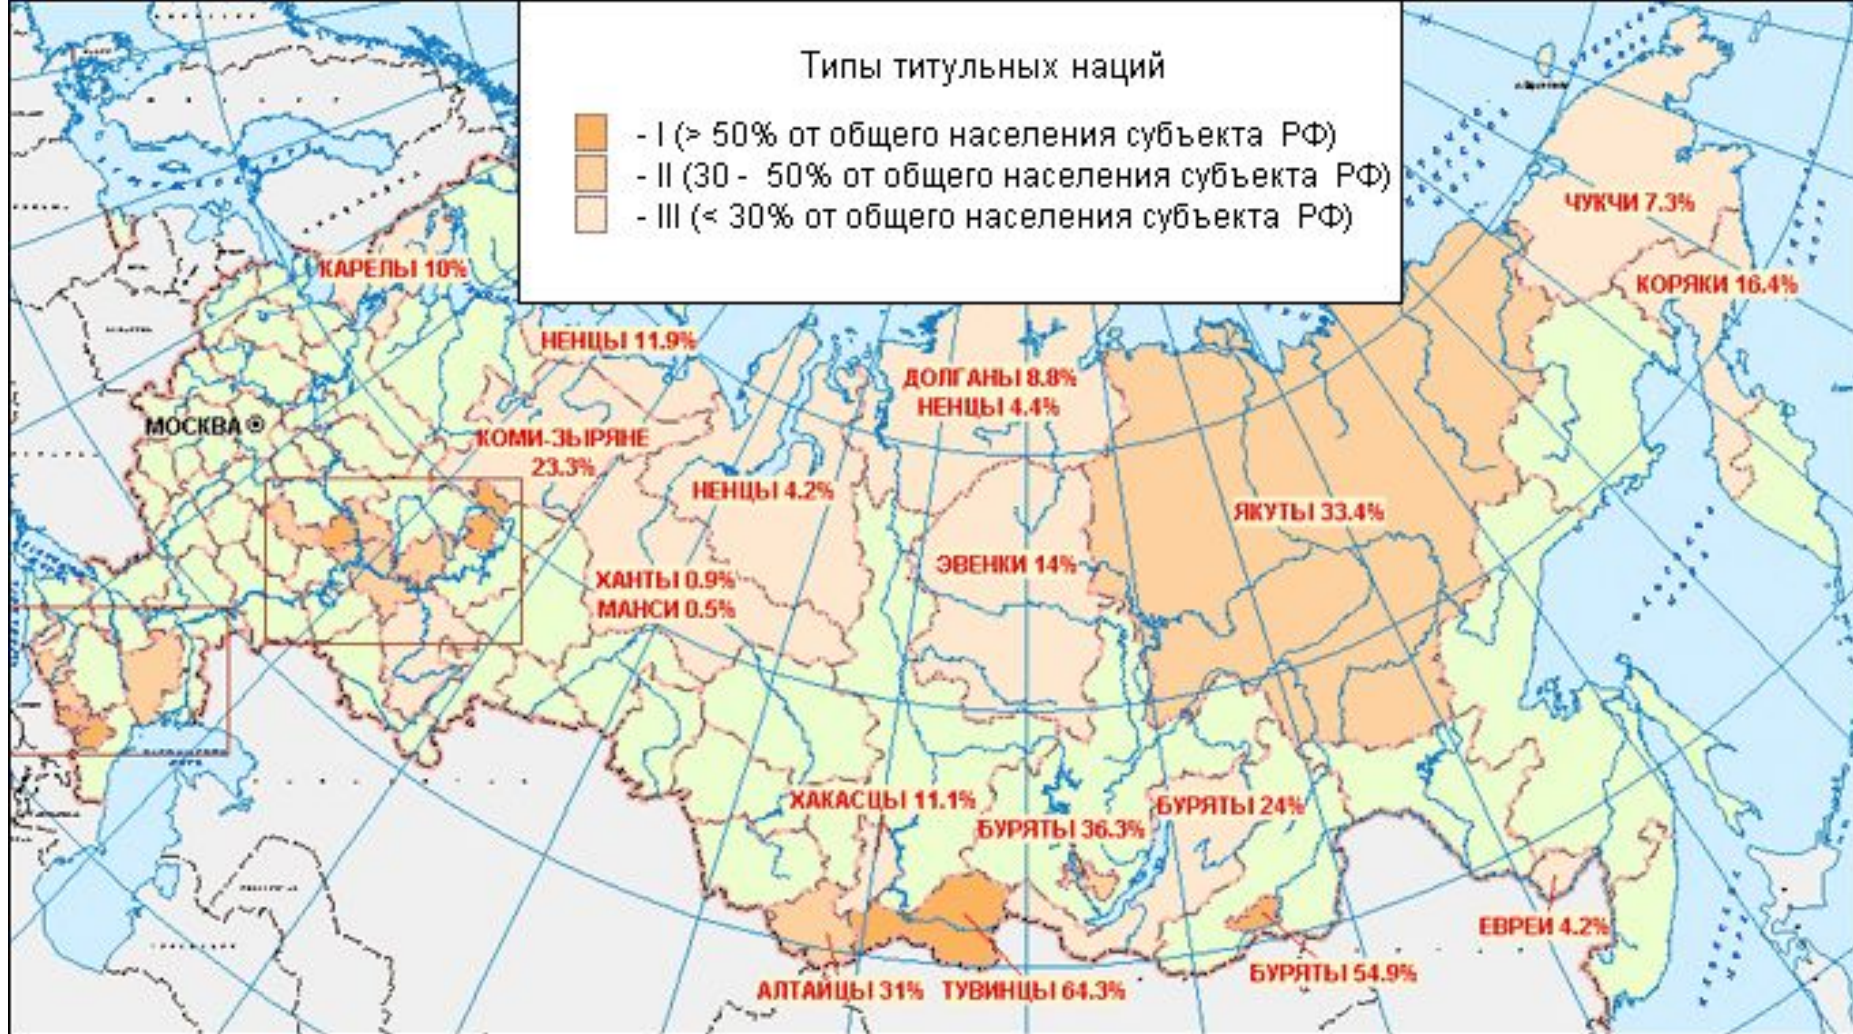 Типы титульных наций
- I (> 50% от общего населения субъекта РФ)
- II (30 - 50% от общего населения субъекта РФ)
- III (< 30% от общего населения субъекта РФ)
ЧУКЧИ 7.3%
КАРЕЛЫ 10%
КОРЯКИ 16.4%
НЕНЦЫ 11.9%
ДОЛГАНЫ 8.8%
НЕНЦЫ 4.4%
МОСКВА
КОМИ-ЗЫРЯНЕ
23.3%
НЕНЦЫ 4.2%
ЯКУТЫ 33.4%
ЭВЕНКИ 14%
ХАНТЫ 0.9%
МАНСИ 0.5%
ХАКАСЦЫ 11.1%
БУРЯТЫ 24%
БУРЯТЫ 36.3%
ЕВРЕИ 4.2%
БУРЯТЫ 54.9%
АЛТАЙЦЫ 31%
ТУВИНЦЫ 64.3%